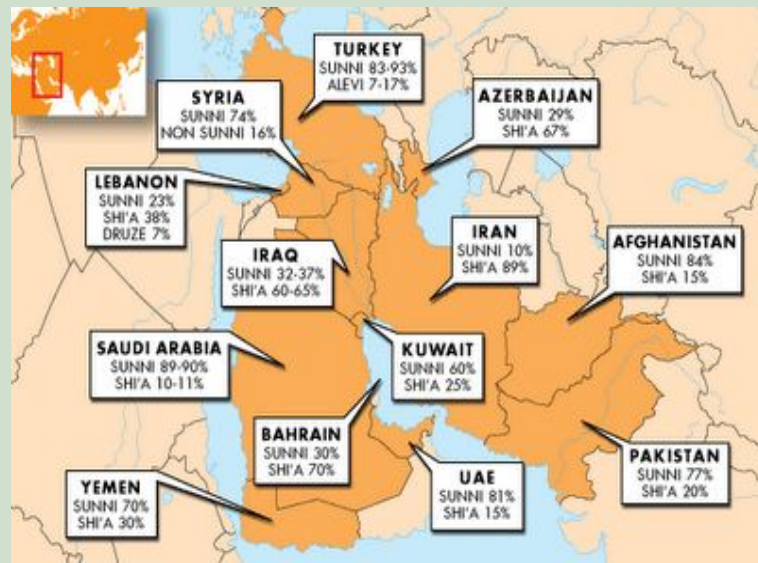 TURKEY
SUNNI 83-93%
ALEVI 7-17%
SYRIA
SUNNI 74%
NON SUNNI 16%
AZERBAIJAN
SUNNI 29%
SHI'A 67%
LEBANON
SUNNI 23%
SHI'A 38%
DRUZE 7%
IRAQ
SUNNI 32-37%
SHI'A 60-65%
IRAN
SUNNI 10%
SHI'A 89%
AFGHANISTAN
SUNNI 84%
SHI'A 15%
SAUDI ARABIA
SUNNI 89-90%
SHI'A 10-11%
KUWAIT
SUNNI 60%
SHI'A 25%
BAHRAIN
SUNNI 30%
SHI'A 70%
YEMEN
SUNNI 70%
SHI'A 30%
UAE
SUNNI 81%
SHI'A 15%
PAKISTAN
SUNNI 77%
SHI'A 20%